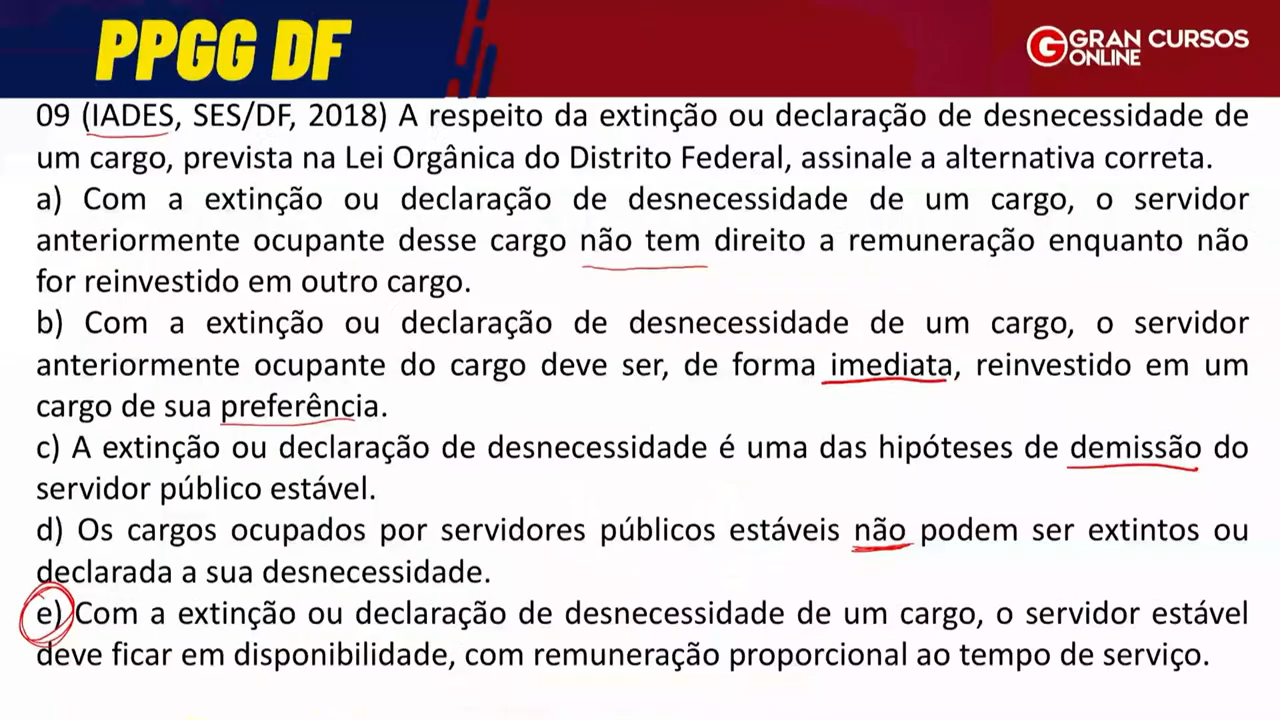 PPGG DF
GRAN CURSOS
ONLINE
09 (IADES, SES/DF, 2018) A respeito da extinção ou declaração de desnecessidade de
um cargo, prevista na Lei Orgânica do Distrito Federal, assinale a alternativa correta.
a) Com a extinção ou declaração de desnecessidade de um cargo, o servidor
anteriormente ocupante desse cargo não tem direito a remuneração enquanto não
for reinvestido em outro cargo.
b) Com a extinção ou declaração de desnecessidade de um cargo, o servidor
anteriormente ocupante do cargo deve ser, de forma imediata, reinvestido em um
cargo de sua preferência.
c) A extinção ou declaração de desnecessidade é uma das hipóteses de demissão do
servidor público estável.
d) Os cargos ocupados por servidores públicos estáveis não podem ser extintos ou
declarada a sua desnecessidade.
e) Com a extinção ou declaração de desnecessidade de um cargo, o servidor estável
deve ficar em disponibilidade, com remuneração proporcional ao tempo de serviço.